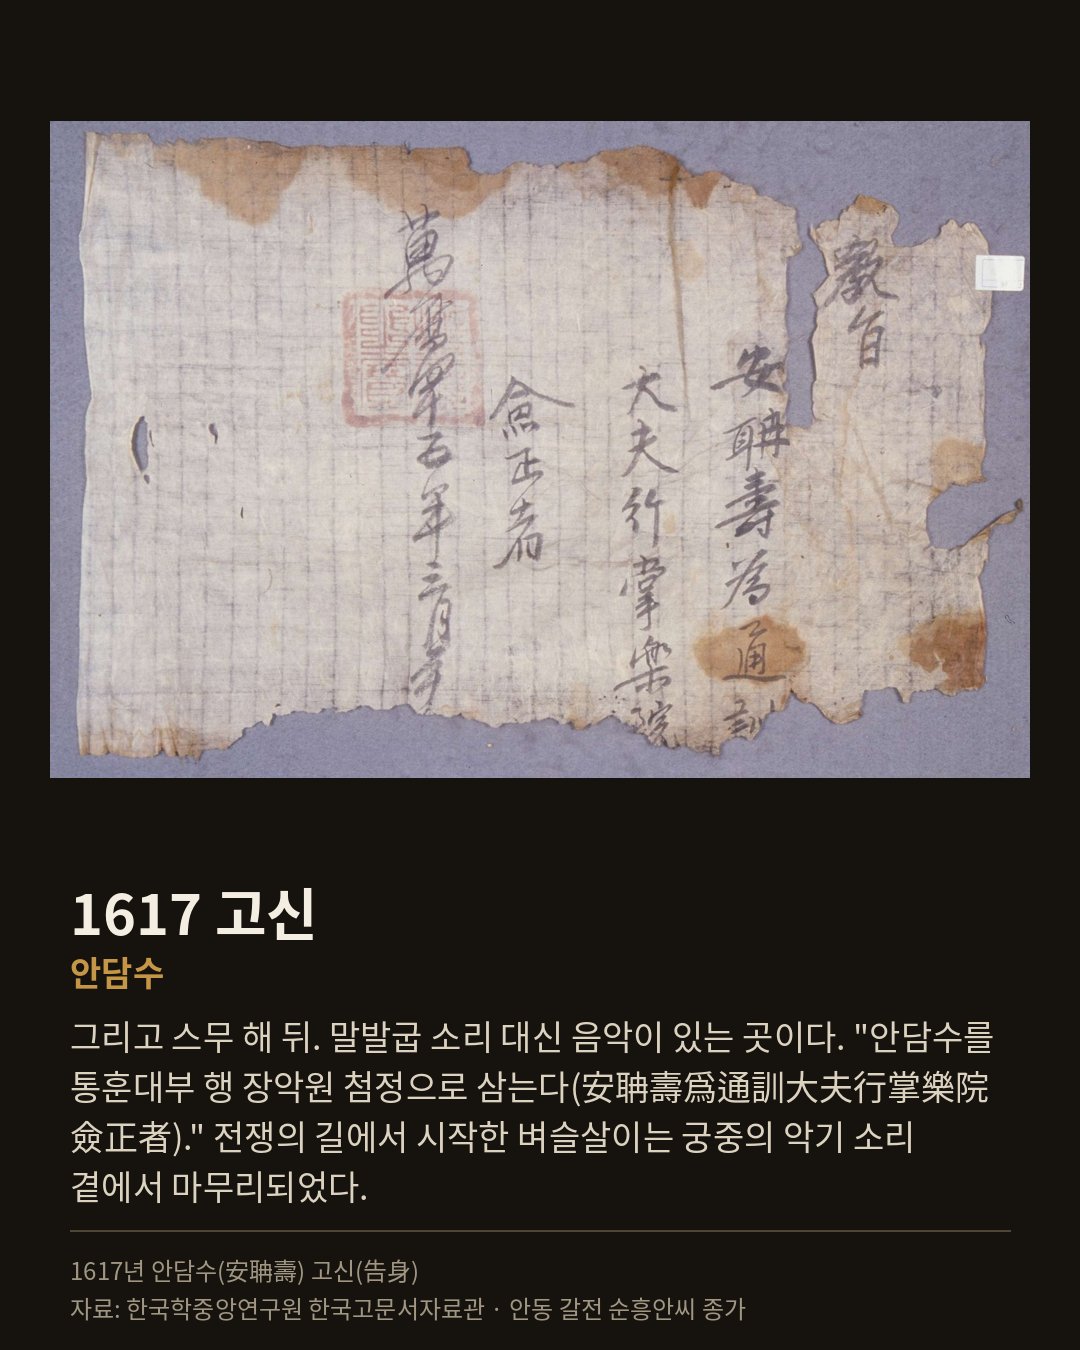 敎旨
安聃壽爲通訓
大夫行掌樂院
僉正者
萬曆四十五年三月
1617 고신
안담수
그리고 스무 해 뒤. 말발굽 소리 대신 음악이 있는 곳이다. "안담수를
통훈대부 행 장악원 첨정으로 삼는다(安聃壽爲通訓大夫行掌樂院
僉正者)." 전쟁의 길에서 시작한 벼슬살이는 궁중의 악기 소리
곁에서 마무리되었다.
1617년 안담수(安聃壽) 고신(告身)
자료: 한국학중앙연구원 한국고문서자료관 · 안동 갈전 순흥안씨 종가